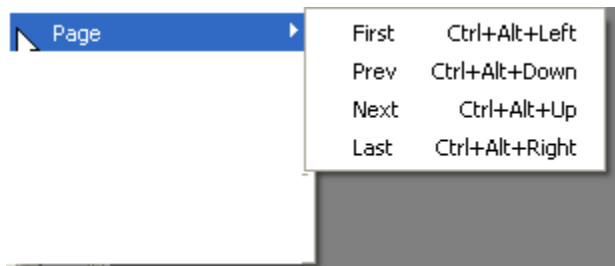 Page
First Ctrl+Alt+Left
Prev Ctrl+Alt+Down
Next Ctrl+Alt+Up
Last Ctrl+Alt+Right